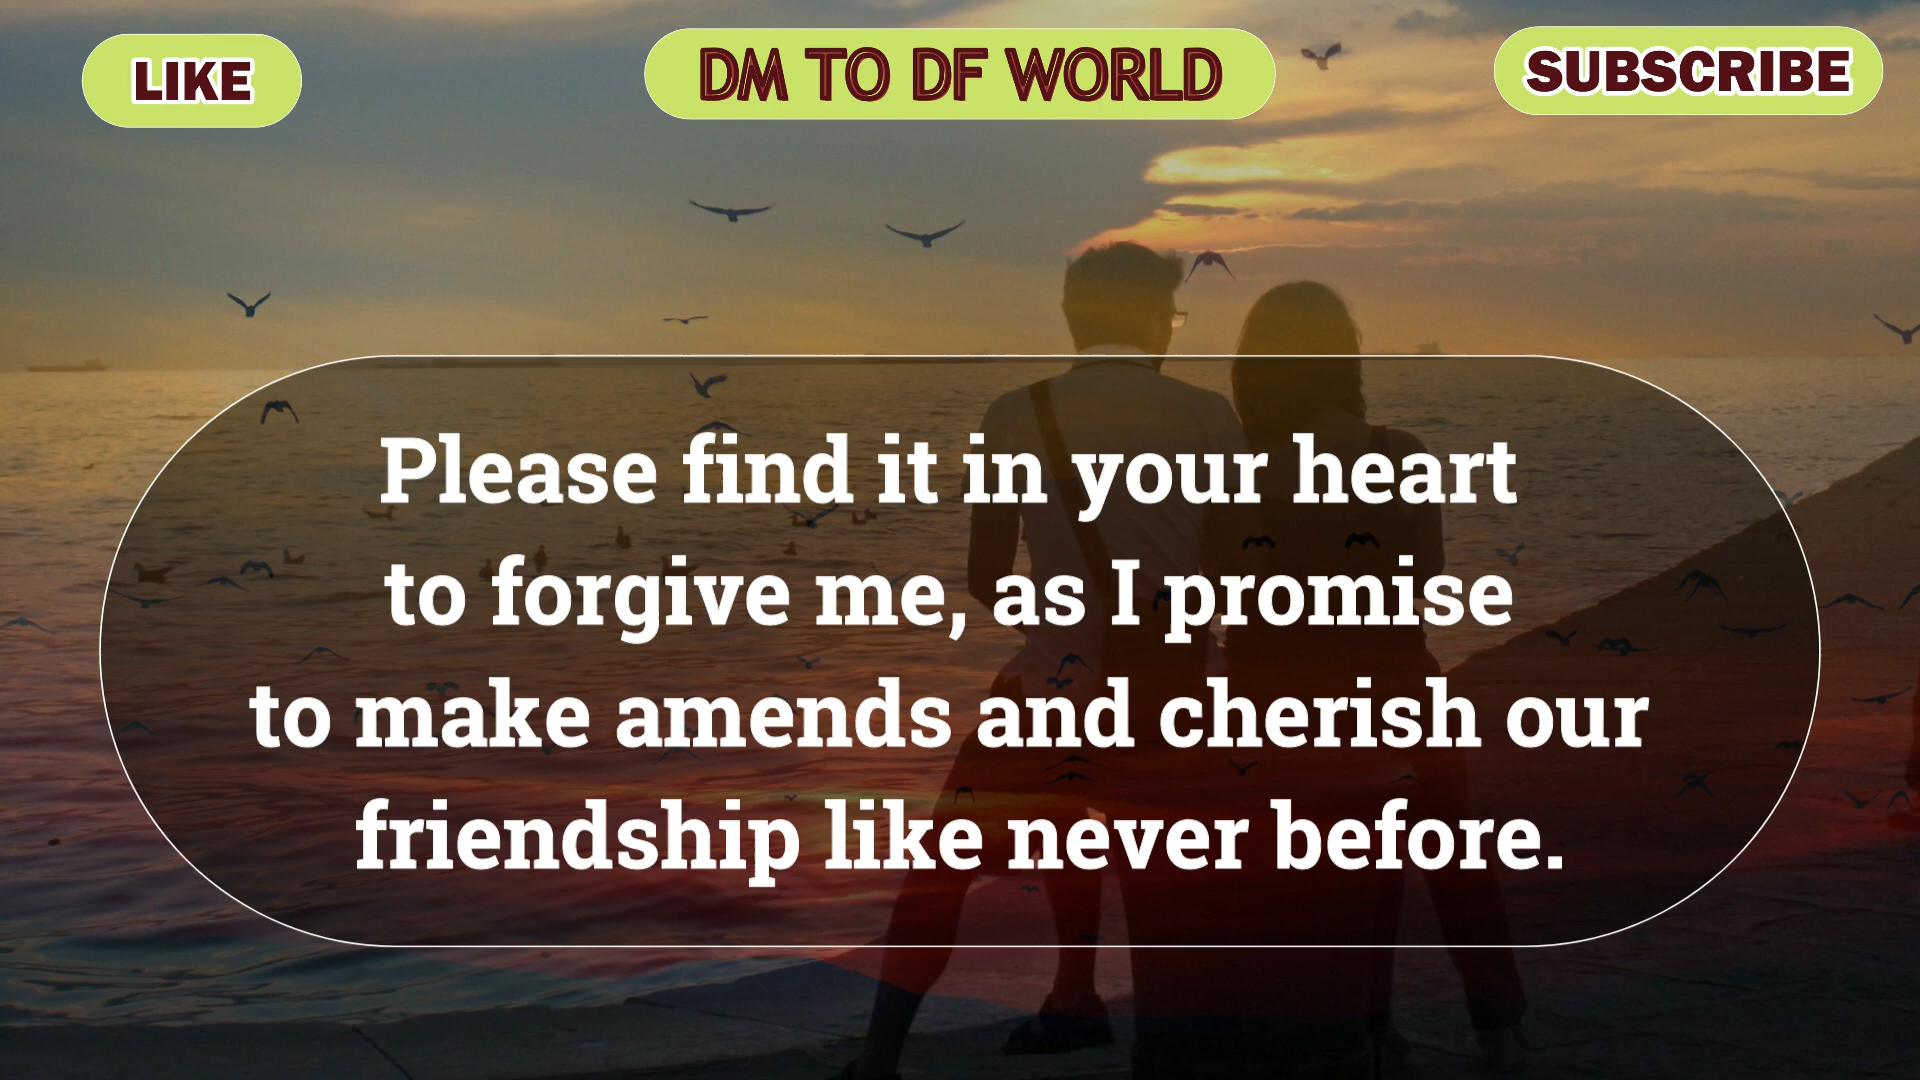 LIKE
DM TO DF WORLD
SUBSCRIBE
Please find it in your heart
to forgive me, as I promise
to make amends and cherish our
friendship like never before.